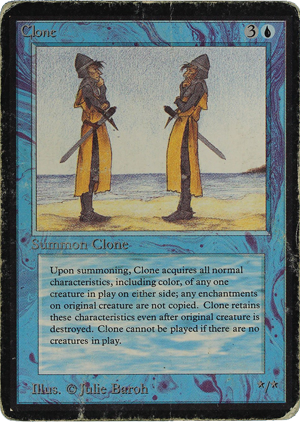 Clone 3
Summon Clone
Upon summoning, Clone acquires all normal
characteristics, including color, of any one
creature in play on either side; any enchantments
on original creature are not copied. Clone retains
these characteristics even after original creature is
destroyed. Clone cannot be played if there are no
creatures in play.
Illus. © Julie Baroh */*